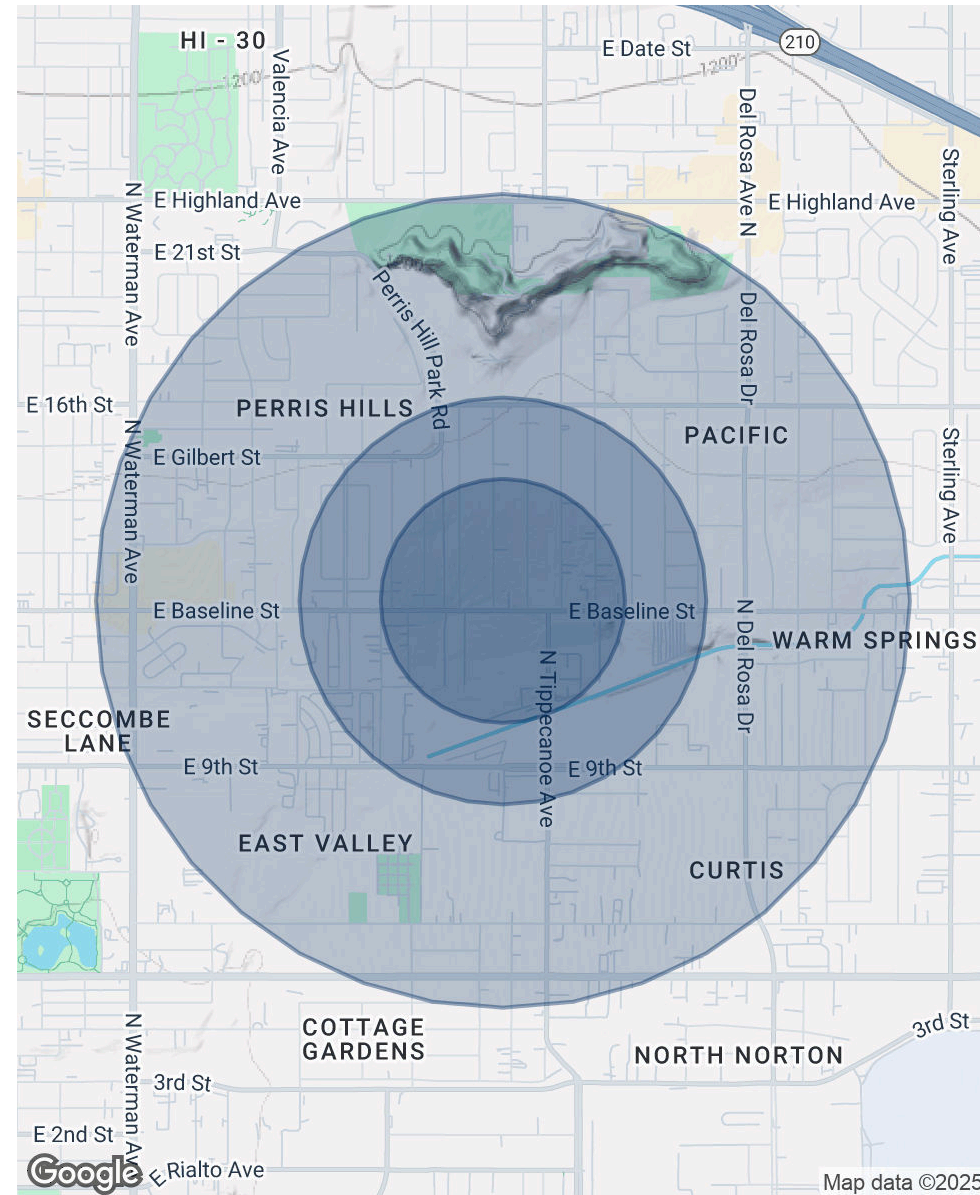 HI - 30
E Date St
210
1200'
1200'
Valencia Ave
Del Rosa Ave N
Sterling Ave
N Waterman Ave
E Highland Ave
E Highland Ave
E 21st St
Perris Hill Park Rd
Del Rosa Dr
E 16th St
PERRIS HILLS
PACIFIC
N Waterman Ave
E Gilbert St
Sterling Ave
E Baseline St
E Baseline St
N Del Rosa Dr
WARM SPRINGS
N Tippecanoe Ave
SECCOMBE
LANE
E 9th St
E 9th St
EAST VALLEY
CURTIS
N Waterman Ave
COTTAGE
GARDENS
3rd St
NORTH NORTON
3rd St
E 2nd St
E Rialto Ave
Google
Map data ©2025